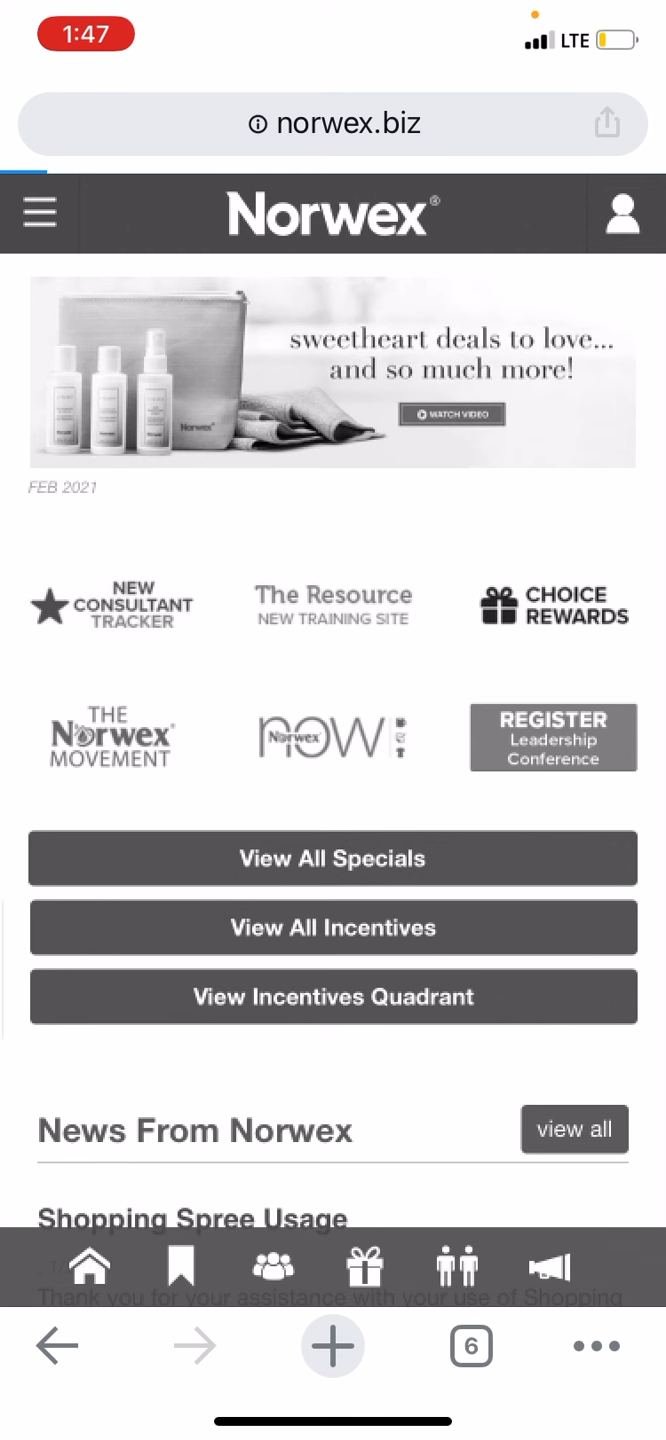 1:47
LTE
norwex.biz
Norwex®
sweetheart deals to love...
and so much more!
WATCH VIDEO
Norwex®
FEB 2021
NEW
CONSULTANT
TRACKER
The Resource
NEW TRAINING SITE
CHOICE
REWARDS
THE
Norwex®
MOVEMENT
Norwex now
REGISTER
Leadership
Conference
View All Specials
View All Incentives
View Incentives Quadrant
News From Norwex
view all
Shopping Spree Usage
Thank you for your assistance with your use of Shopping
6